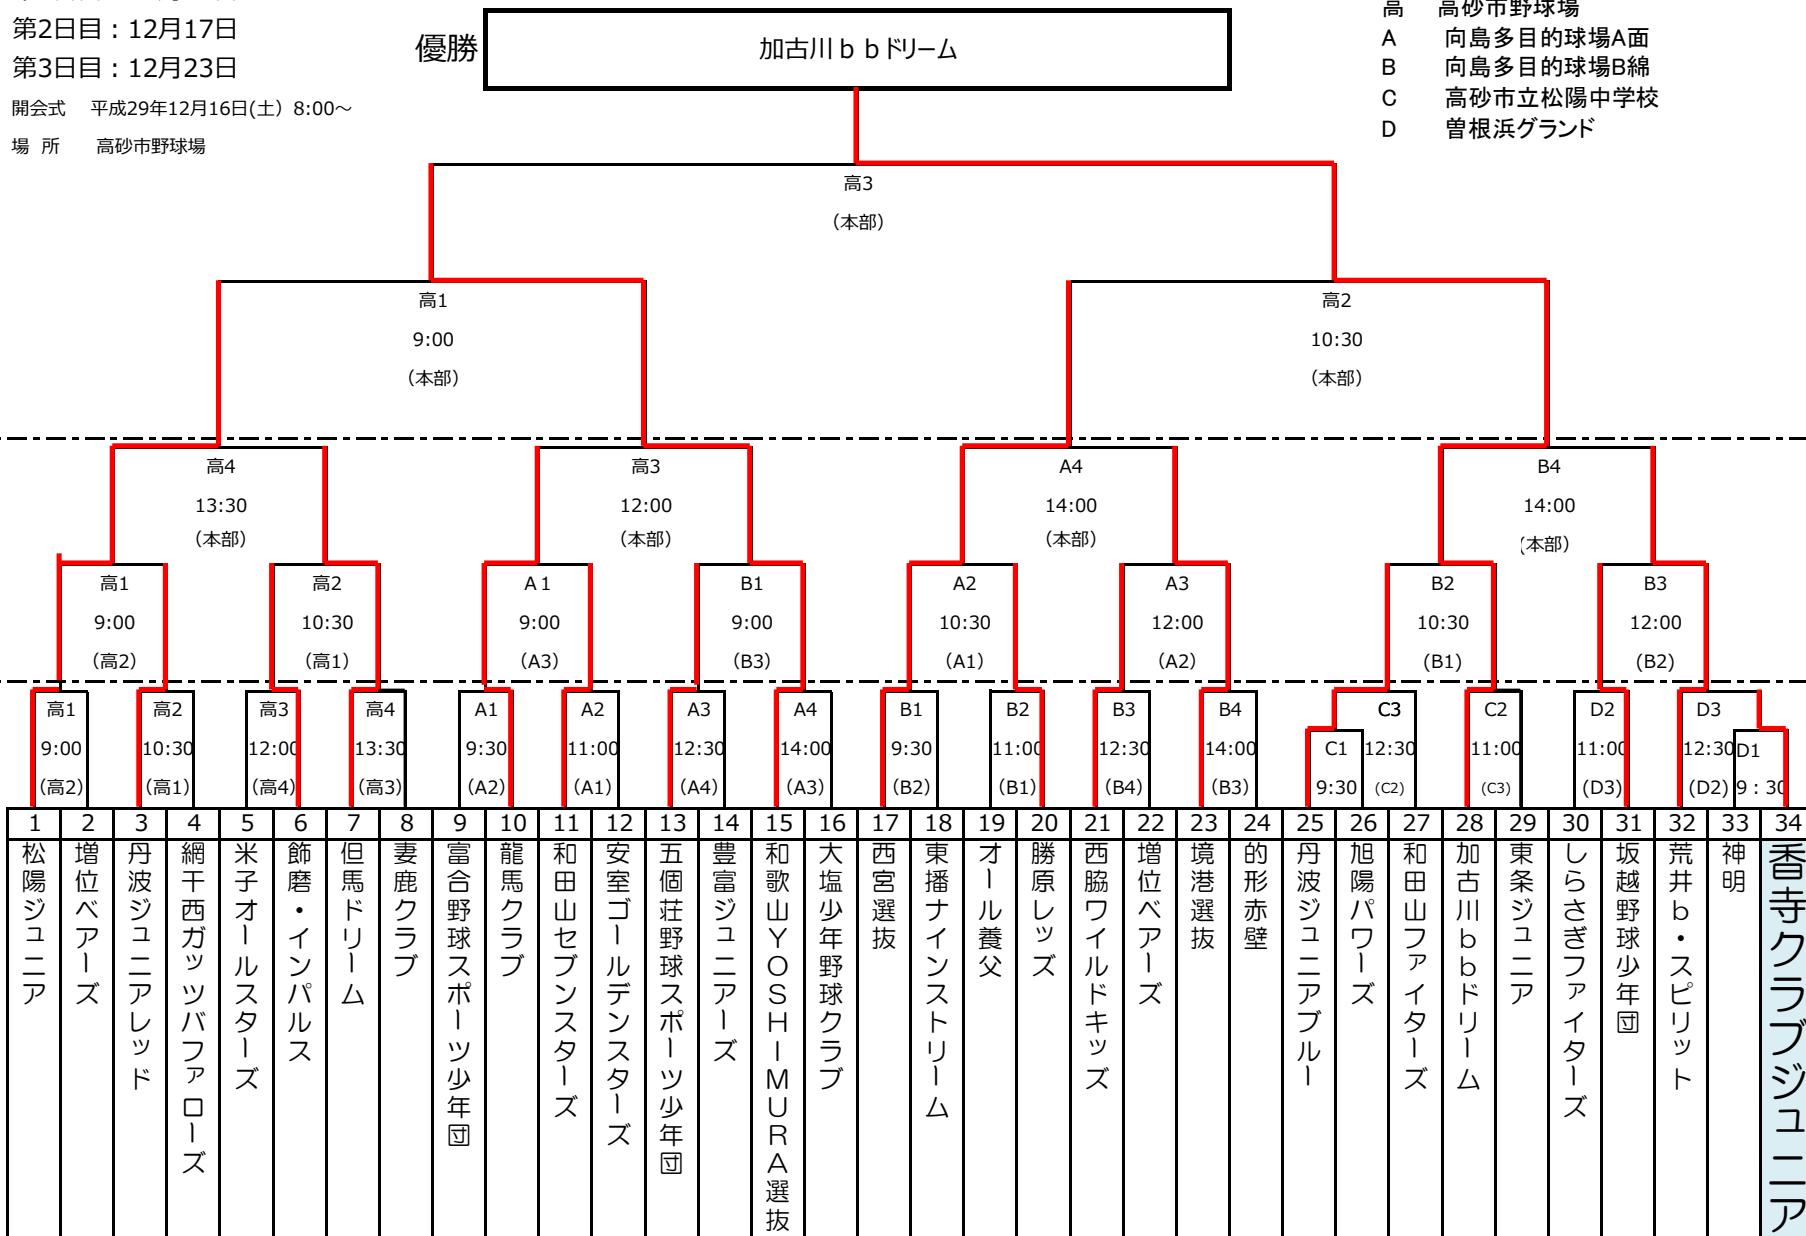 第2日目：12月17日
第3日目：12月23日
開会式 平成29年12月16日(土) 8:00～
場 所 高砂市野球場
優勝
加古川ｂｂドリーム
高 高砂市野球場
A 向島多目的球場A面
B 向島多目的球場B綿
C 高砂市立松陽中学校
D 曽根浜グランド
高3
(本部)
高1 高2
9:00 10:30
(本部) (本部)
高4 高3 A4 B4
13:30 12:00 14:00 14:00
(本部) (本部) (本部) (本部)
高1 高2 A１ B1 A2 A3 B2 B3
9:00 10:30 9:00 9:00 10:30 12:00 10:30 12:00
(高2) (高1) (A3) (B3) (A1) (A2) (B1) (B2)
高1 高2 高3 高4 A1 A2 A3 A4 B1 B2 B3 B4 C3 C2 D2 D3
9:00 10:30 12:00 13:30 9:30 11:00 12:30 14:00 9:30 11:00 12:30 14:00 C1 12:30 11:00 11:00 12:30 D1
(高2) (高1) (高4) (高3) (A2) (A1) (A4) (A3) (B2) (B1) (B4) (B3) 9:30 (C2) (C3) (D3) (D2) 9：30
1 2 3 4 5 6 7 8 9 10 11 12 13 14 15 16 17 18 19 20 21 22 23 24 25 26 27 28 29 30 31 32 33 34
松陽ジュニア
増位ベアーズ
丹波ジュニアレッド
網干西ガッツバファローズ
米子オールスターズ
飾磨・インパルス
但馬ドリーム
妻鹿クラブ
富合野球スポーツ少年団
龍馬クラブ
和田山セブンスターズ
安室ゴールデンスターズ
五個荘野球スポーツ少年団
豊富ジュニアーズ
和歌山ＹＯＳＨＩＭＵＲＡ選抜
大塩少年野球クラブ
西宮選抜
東播ナインストリーム
オール養父
勝原レッズ
西脇ワイルドキッズ
増位ベアーズ
境港選抜
的形赤壁
丹波ジュニアブルー
旭陽パワーズ
和田山ファイターズ
加古川ｂｂドリーム
東条ジュニア
しらさぎファイターズ
坂越野球少年団
荒井ｂ・スピリット
神明
香寺クラブジュニア